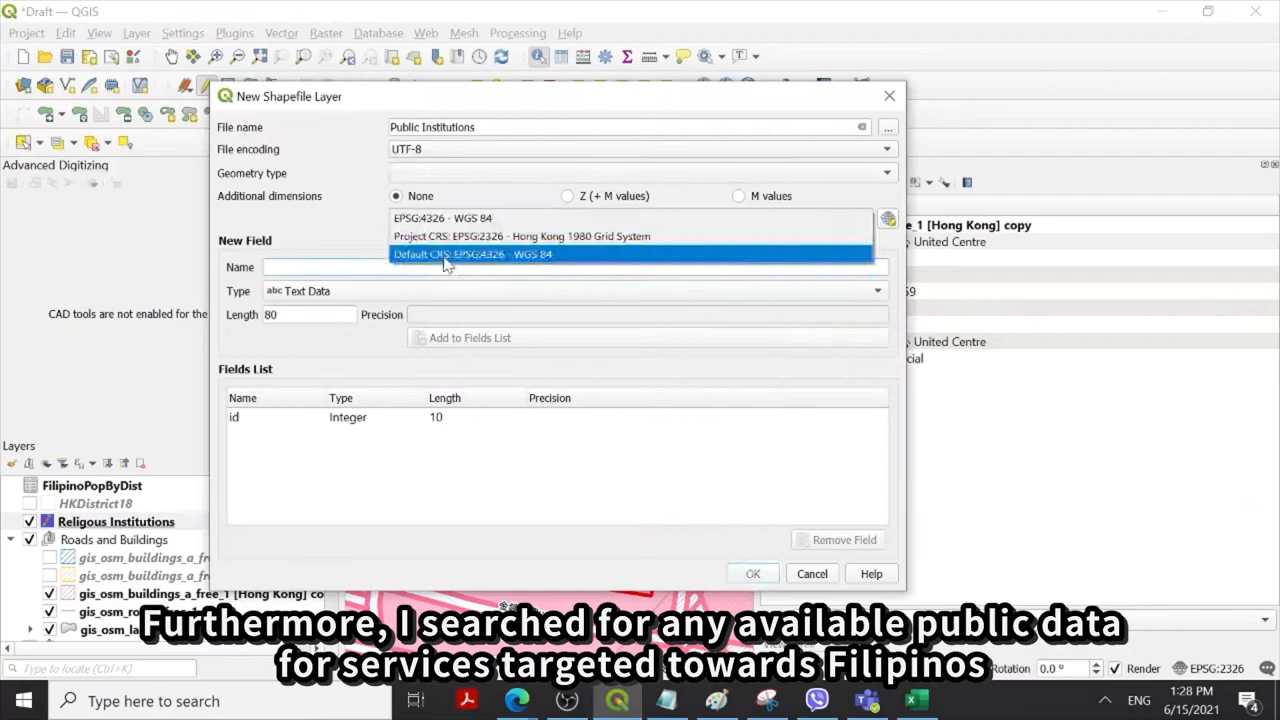 *Draft — QGIS
Project Edit View Layer Settings Plugins Vector Raster Database Web Mesh Processing Help
New Shapefile Layer
File name Public Institutions ...
File encoding UTF-8
Advanced Digitizing
Geometry type
Additional dimensions None Z (+ M values) M values
EPSG:4326 - WGS 84
e_1 [Hong Kong] copy
Project CRS: EPSG:2326 - Hong Kong 1980 Grid System
New Field
United Centre
Default CRS: EPSG:4326 - WGS 84
Name
Type abc Text Data
59
CAD tools are not enabled for the
Length 80 Precision
Add to Fields List
United Centre
cial
Fields List
Name Type Length Precision
id Integer 10
Layers
FilipinoPopByDist
HKDistrict18
Religous Institutions
Roads and Buildings
Remove Field
gis_osm_buildings_a_fre
gis_osm_buildings_a_fre
OK Cancel Help
gis_osm_buildings_a_free_1 [Hong Kong] co
gis_osm_ro
gis_osm_la
Furthermore, I searched for any available public data
for services targeted towards Filipinos
Type to locate (Ctrl+K)
Rotation 0.0 ° Render EPSG:2326
Type here to search
ENG
1:28 PM
6/15/2021
4